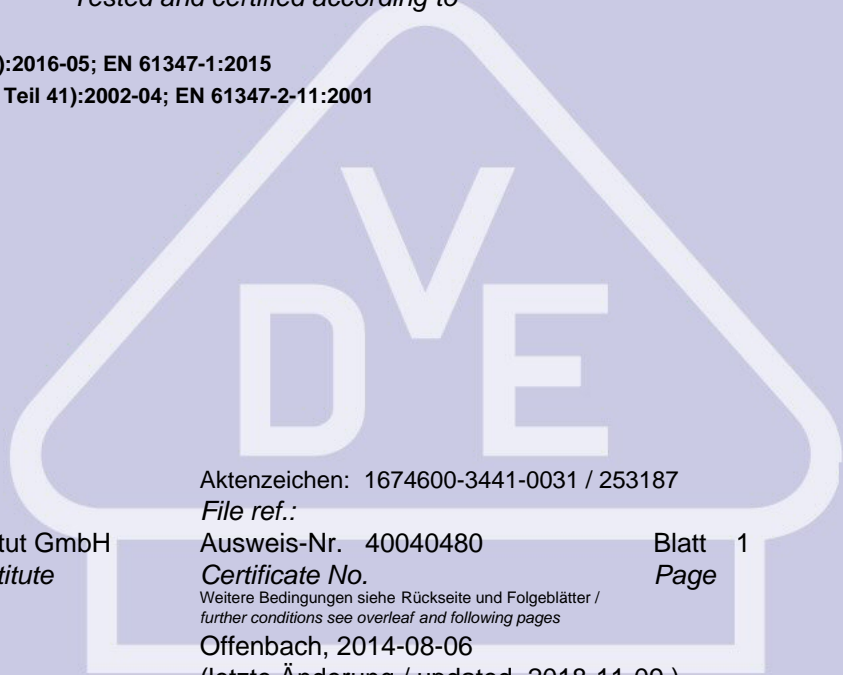 Tested and certified according to
):2016-05; EN 61347-1:2015
Teil 41):2002-04; EN 61347-2-11:2001
VDE
Aktenzeichen: 1674600-3441-0031 / 253187
File ref.:
tut GmbH Ausweis-Nr. 40040480 Blatt 1
titute Certificate No. Page
Weitere Bedingungen siehe Rückseite und Folgeblätter /
further conditions see overleaf and following pages
Offenbach, 2014-08-06
(letzte Änderung / updated 2018-11-09 )